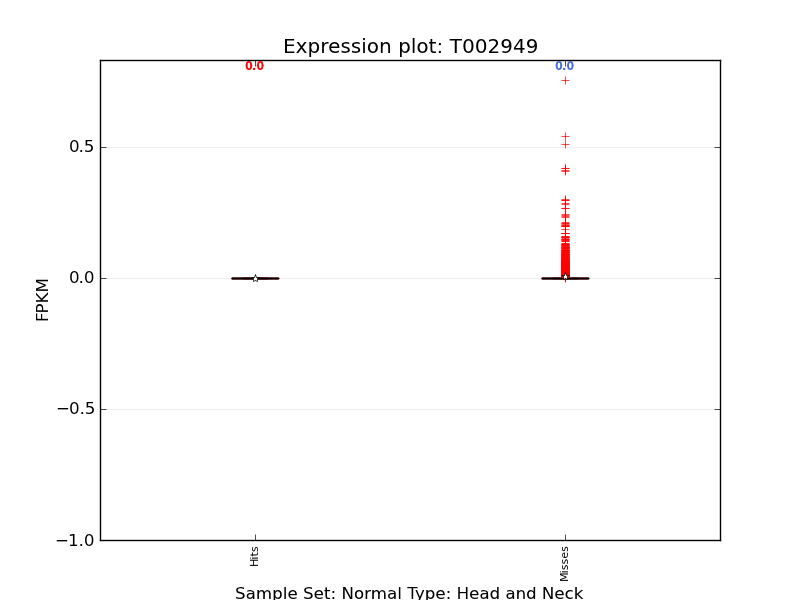 Expression plot: T002949
0.0
0.0
0.5
0.0
−0.5
−1.0
FPKM
Hits
Misses
Sample Set: Normal Type: Head and Neck